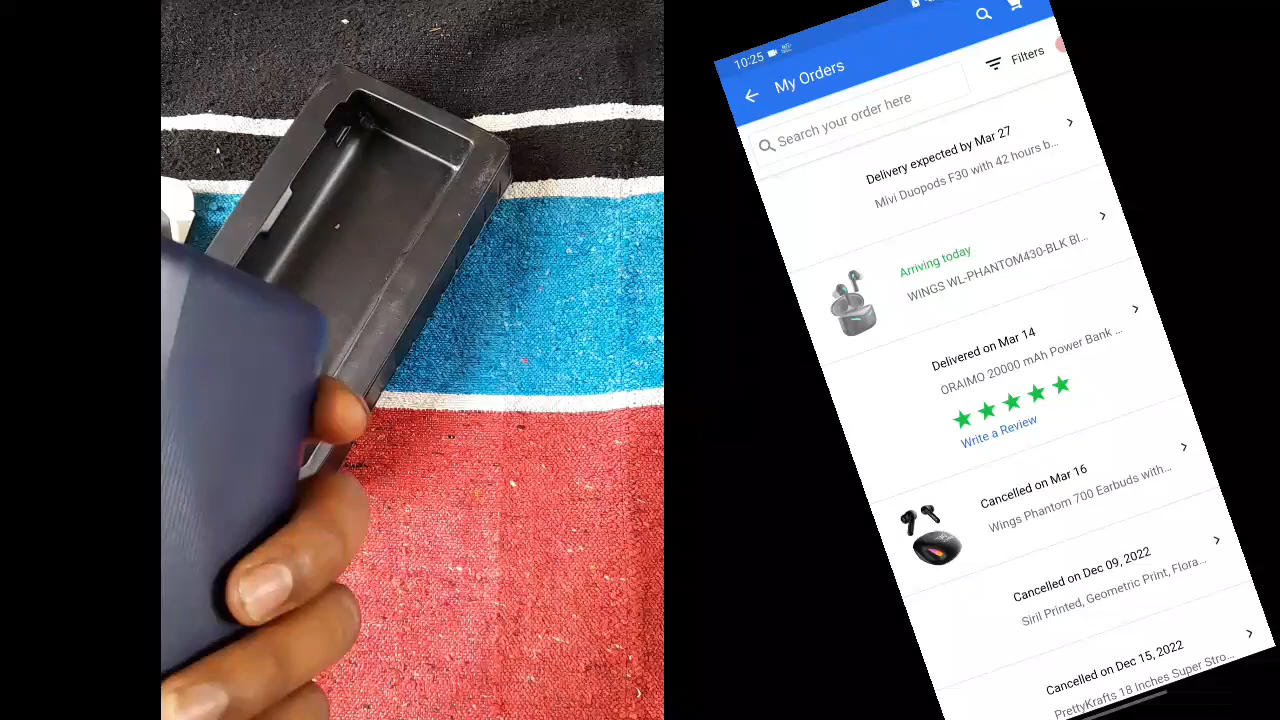 10:25
My Orders
Search your order here
Filters
Delivery expected by Mar 27
Mivi Duopods F30 with 42 hours b...
Arriving today
WINGS WL-PHANTOM430-BLK Bl...
Delivered on Mar 14
ORAIMO 20000 mAh Power Bank ...
Write a Review
Cancelled on Mar 16
Wings Phantom 700 Earbuds with...
Cancelled on Dec 09, 2022
Siril Printed, Geometric Print, Flora...
Cancelled on Dec 15, 2022
PrettyKrafts 18 Inches Super Stro...